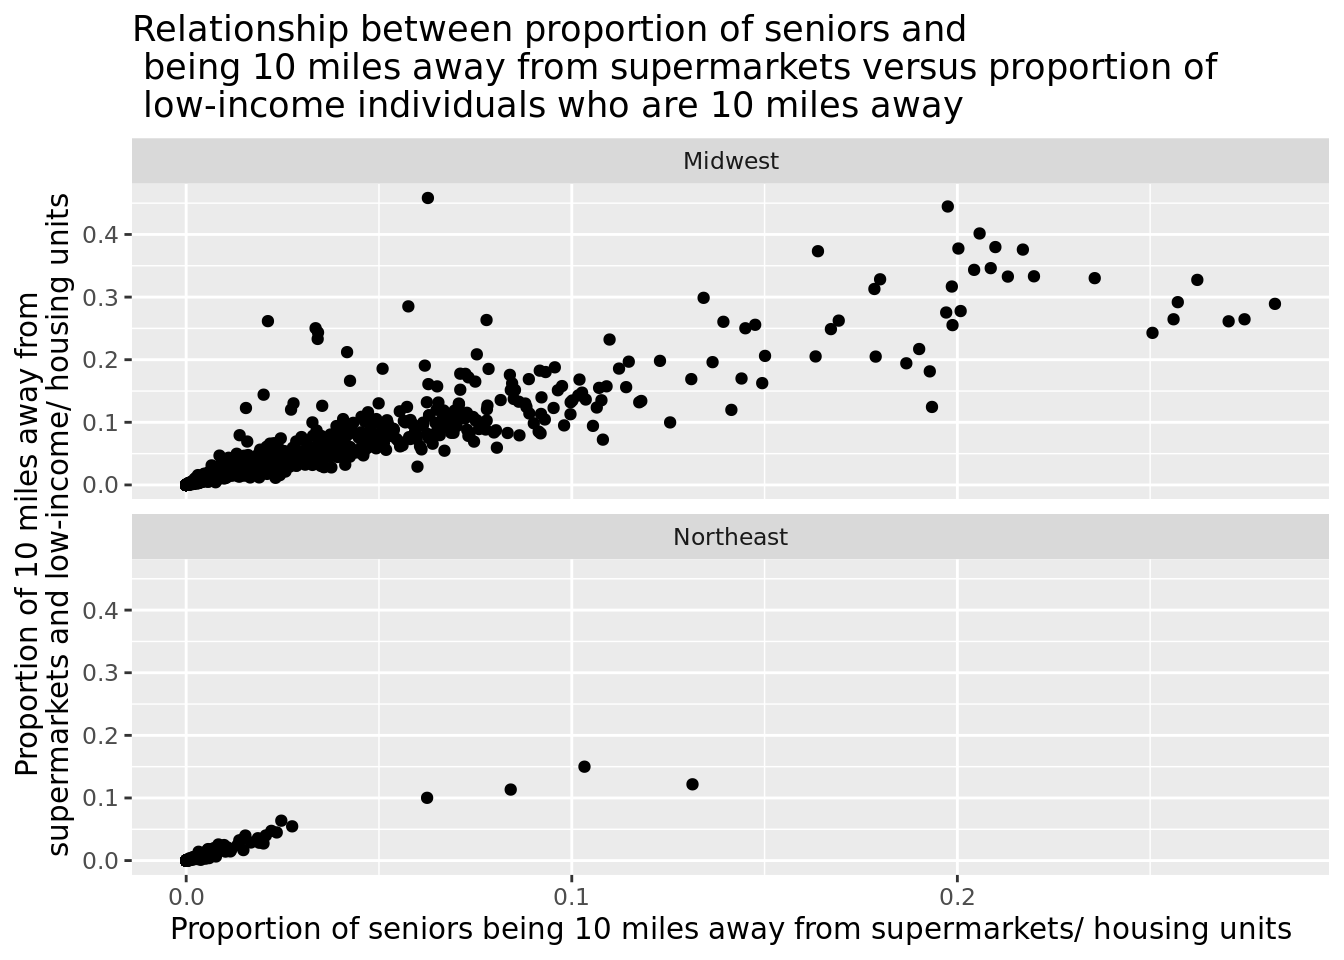 Relationship between proportion of seniors and
being 10 miles away from supermarkets versus proportion of
low-income individuals who are 10 miles away
Midwest
0.4
0.3
0.2
0.1
0.0
Northeast
0.4
0.3
0.2
0.1
0.0
Proportion of 10 miles away from
supermarkets and low-income/ housing units
0.0
0.1
0.2
Proportion of seniors being 10 miles away from supermarkets/ housing units